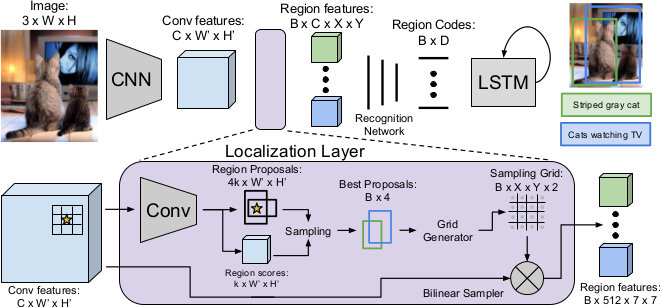 Image:
3 x W x H
Conv features:
C x W' x H'
Region features:
B x C x X x Y
Region Codes:
B x D
CNN
LSTM
Recognition
Network
Striped gray cat
Cats watching TV
Localization Layer
Region Proposals:
4k x W' x H'
Conv
Sampling
Region scores:
k x W' x H'
Best Proposals:
B x 4
Grid
Generator
Sampling Grid:
B x X x Y x 2
Bilinear Sampler
Conv features:
C x W' x H'
Region features:
B x 512 x 7 x 7